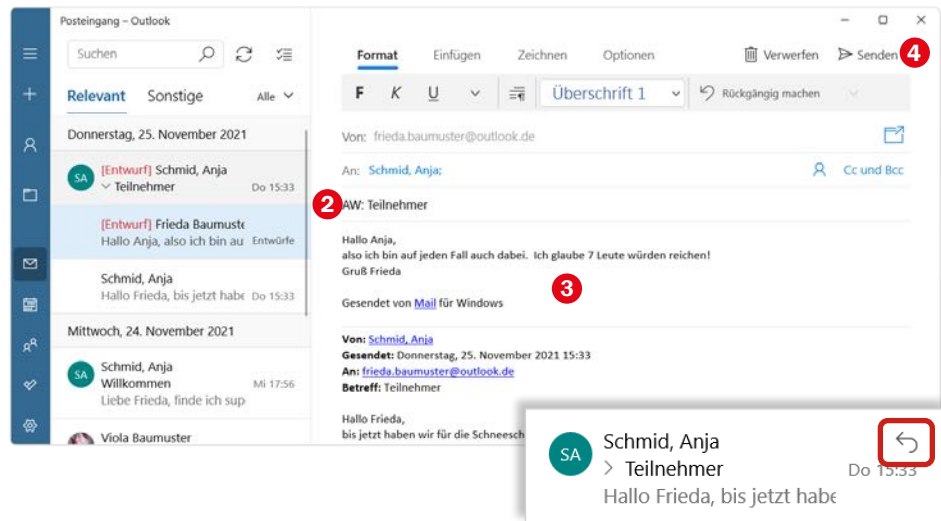 Posteingang – Outlook
Suchen
Relevant Sonstige Alle
Donnerstag, 25. November 2021
SA
[Entwurf] Schmid, Anja
Teilnehmer Do 15:33
[Entwurf] Frieda Baumuste
Hallo Anja, also ich bin au Entwürfe
Schmid, Anja
Hallo Frieda, bis jetzt habe Do 15:33
Mittwoch, 24. November 2021
SA
Schmid, Anja
Willkommen Mi 17:56
Liebe Frieda, finde ich sup
Viola Baumuster
Format Einfügen Zeichnen Optionen Verwerfen Senden 4
F K U Überschrift 1 Rückgängig machen
Von: frieda.baumuster@outlook.de
An: Schmid, Anja; Cc und Bcc
2 AW: Teilnehmer
Hallo Anja,
also ich bin auf jeden Fall auch dabei. Ich glaube 7 Leute würden reichen!
Gruß Frieda
3
Gesendet von Mail für Windows
Von: Schmid, Anja
Gesendet: Donnerstag, 25. November 2021 15:33
An: frieda.baumuster@outlook.de
Betreff: Teilnehmer
Hallo Frieda,
bis jetzt haben wir für die Schneesch
SA
Schmid, Anja
> Teilnehmer Do 15:33
Hallo Frieda, bis jetzt habe